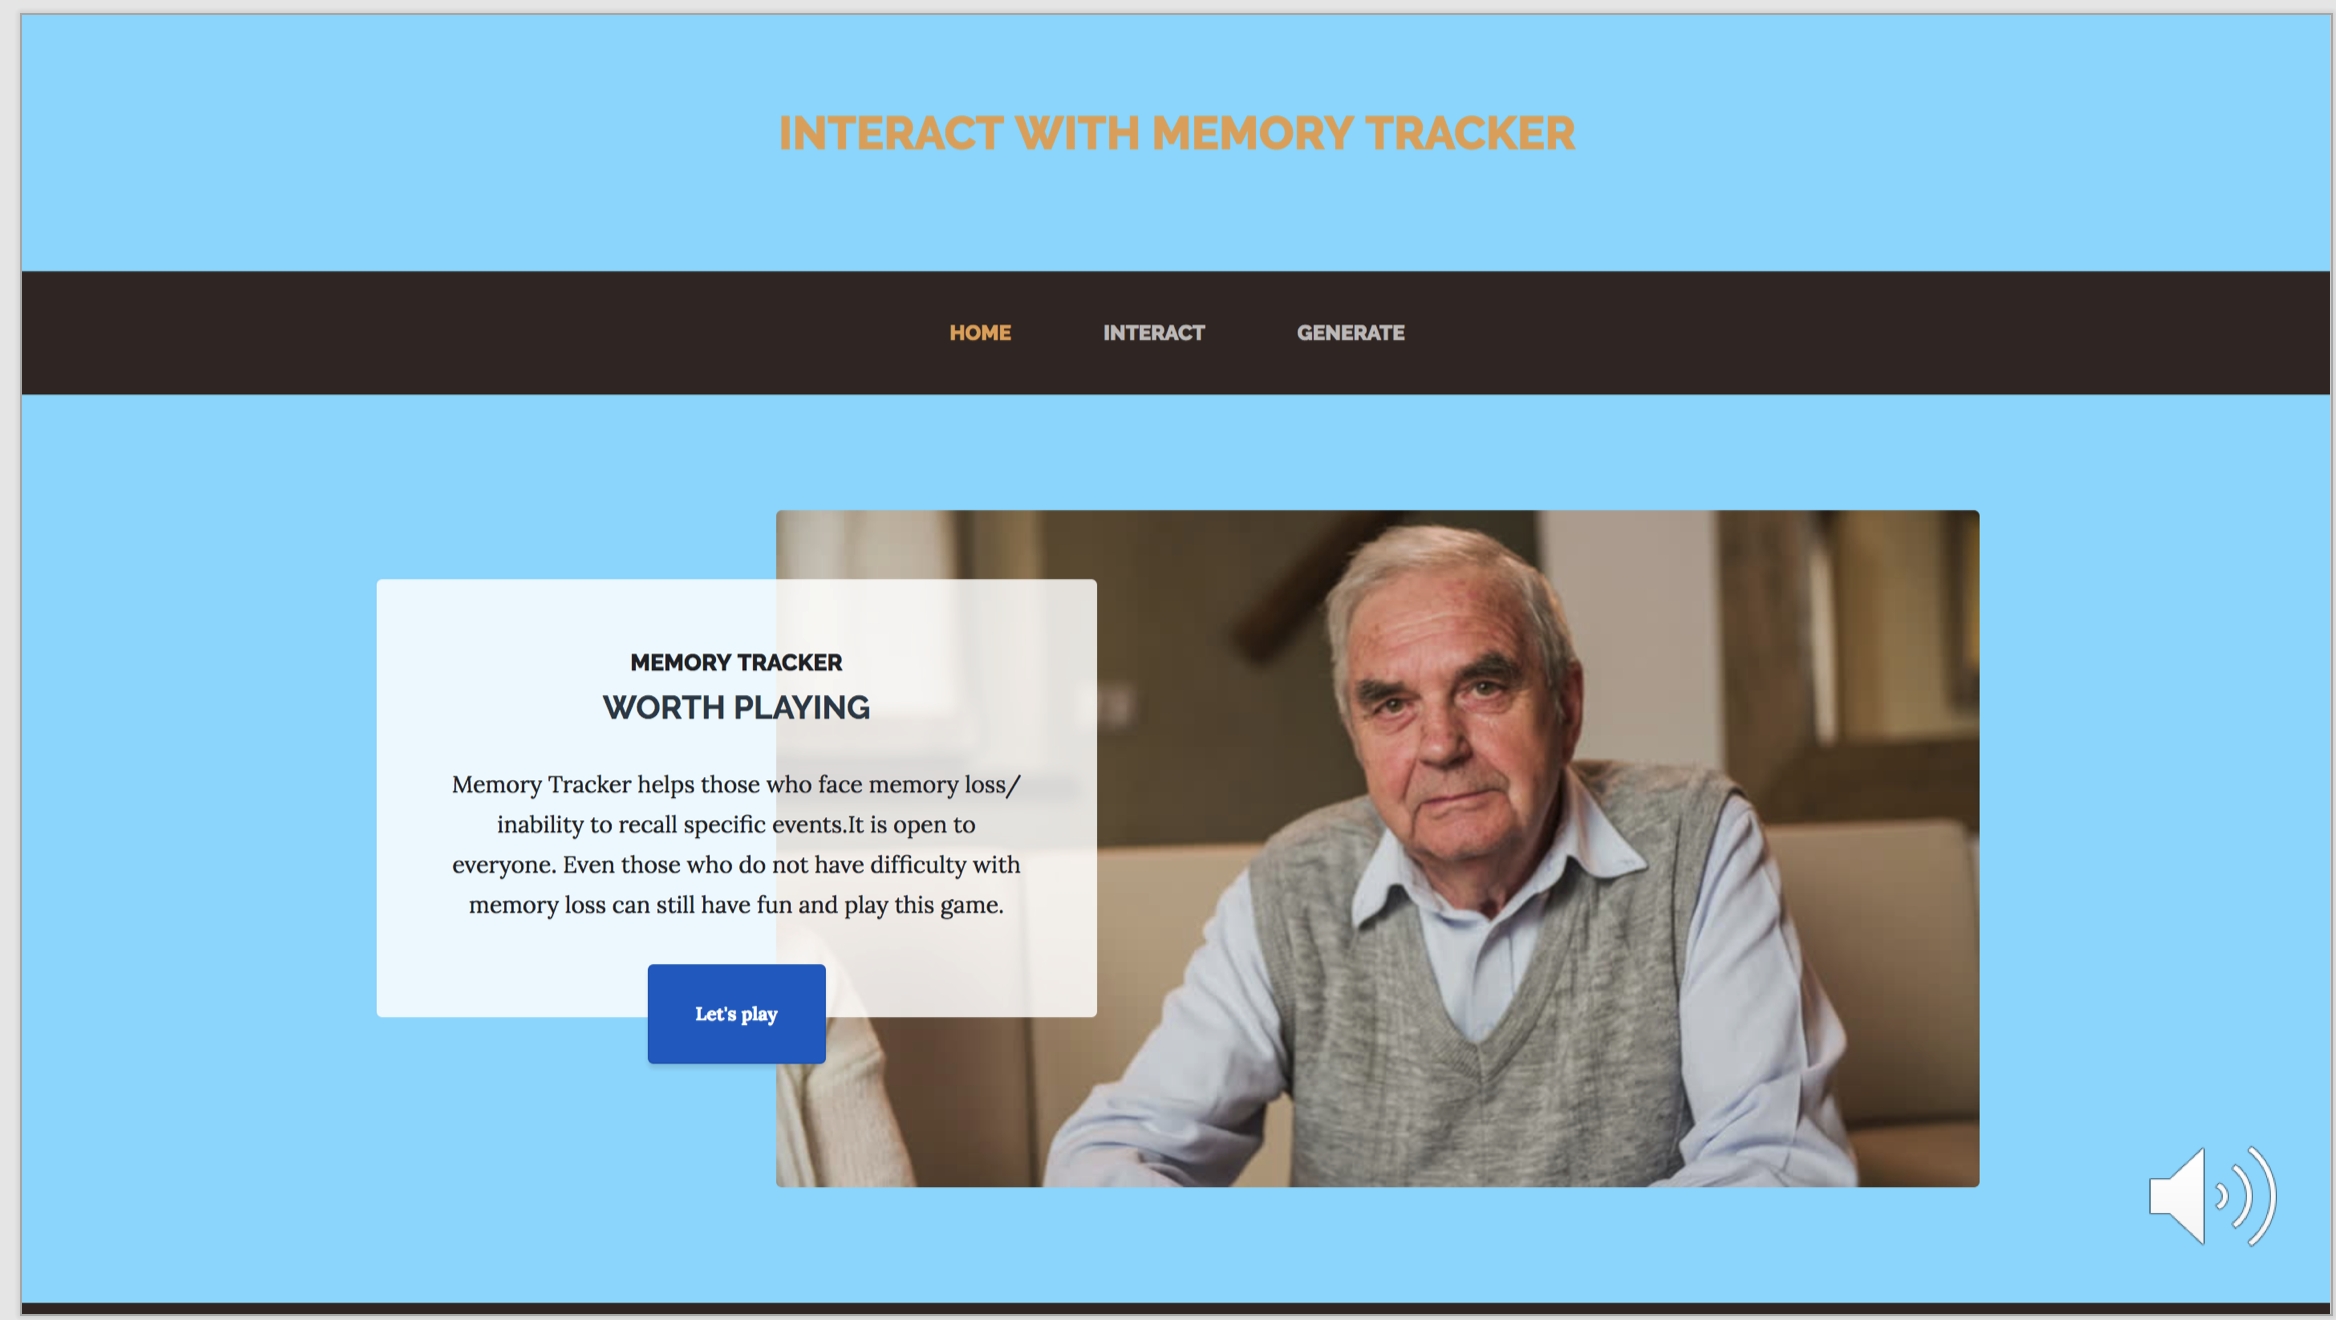 INTERACT WITH MEMORY TRACKER
HOME INTERACT GENERATE
MEMORY TRACKER
WORTH PLAYING
Memory Tracker helps those who face memory loss/
inability to recall specific events.It is open to
everyone. Even those who do not have difficulty with
memory loss can still have fun and play this game.
Let's play